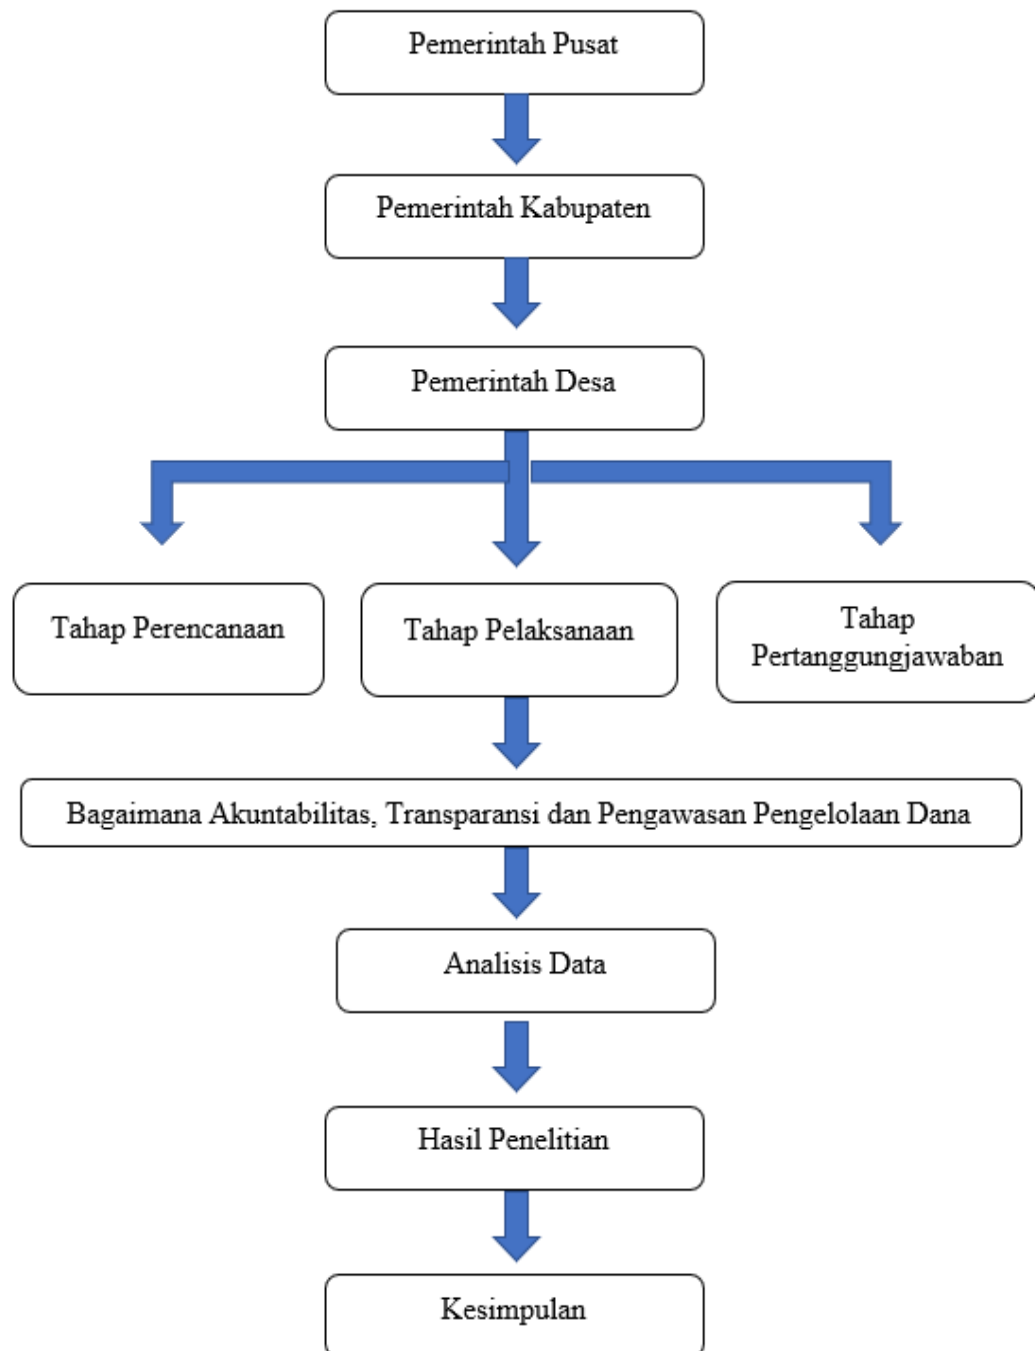 Pemerintah Pusat
Pemerintah Kabupaten
Pemerintah Desa
Tahap Perencanaan
Tahap Pelaksanaan
Tahap
Pertanggungjawaban
Bagaimana Akuntabilitas, Transparansi dan Pengawasan Pengelolaan Dana
Analisis Data
Hasil Penelitian
Kesimpulan